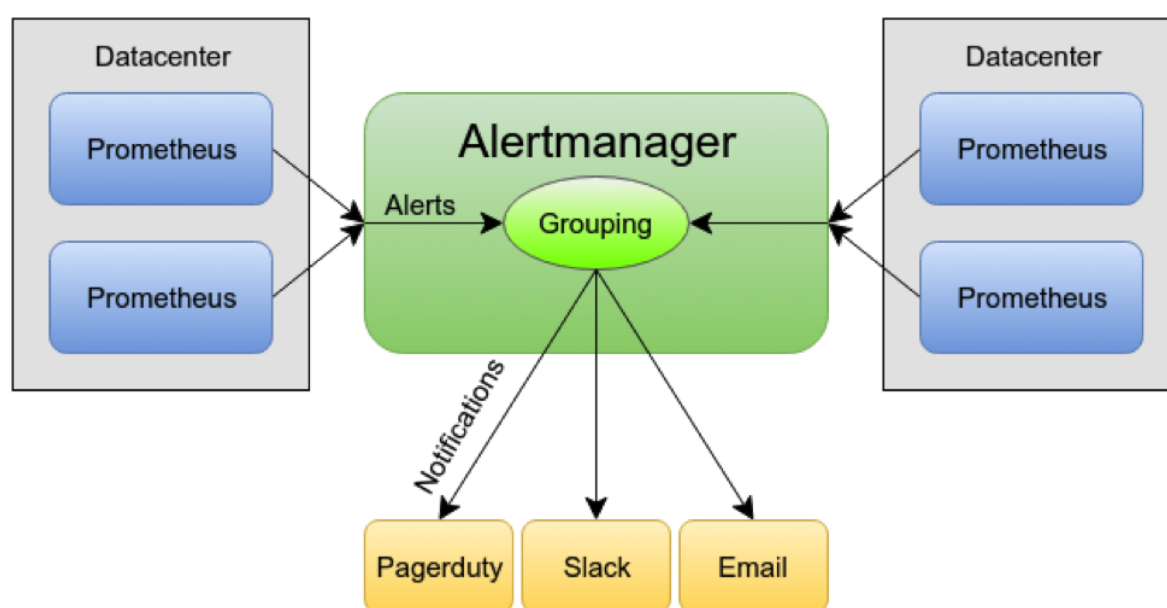 Datacenter
Prometheus
Prometheus
Alertmanager
Alerts
Grouping
Datacenter
Prometheus
Prometheus
Notifications
Pagerduty
Slack
Email